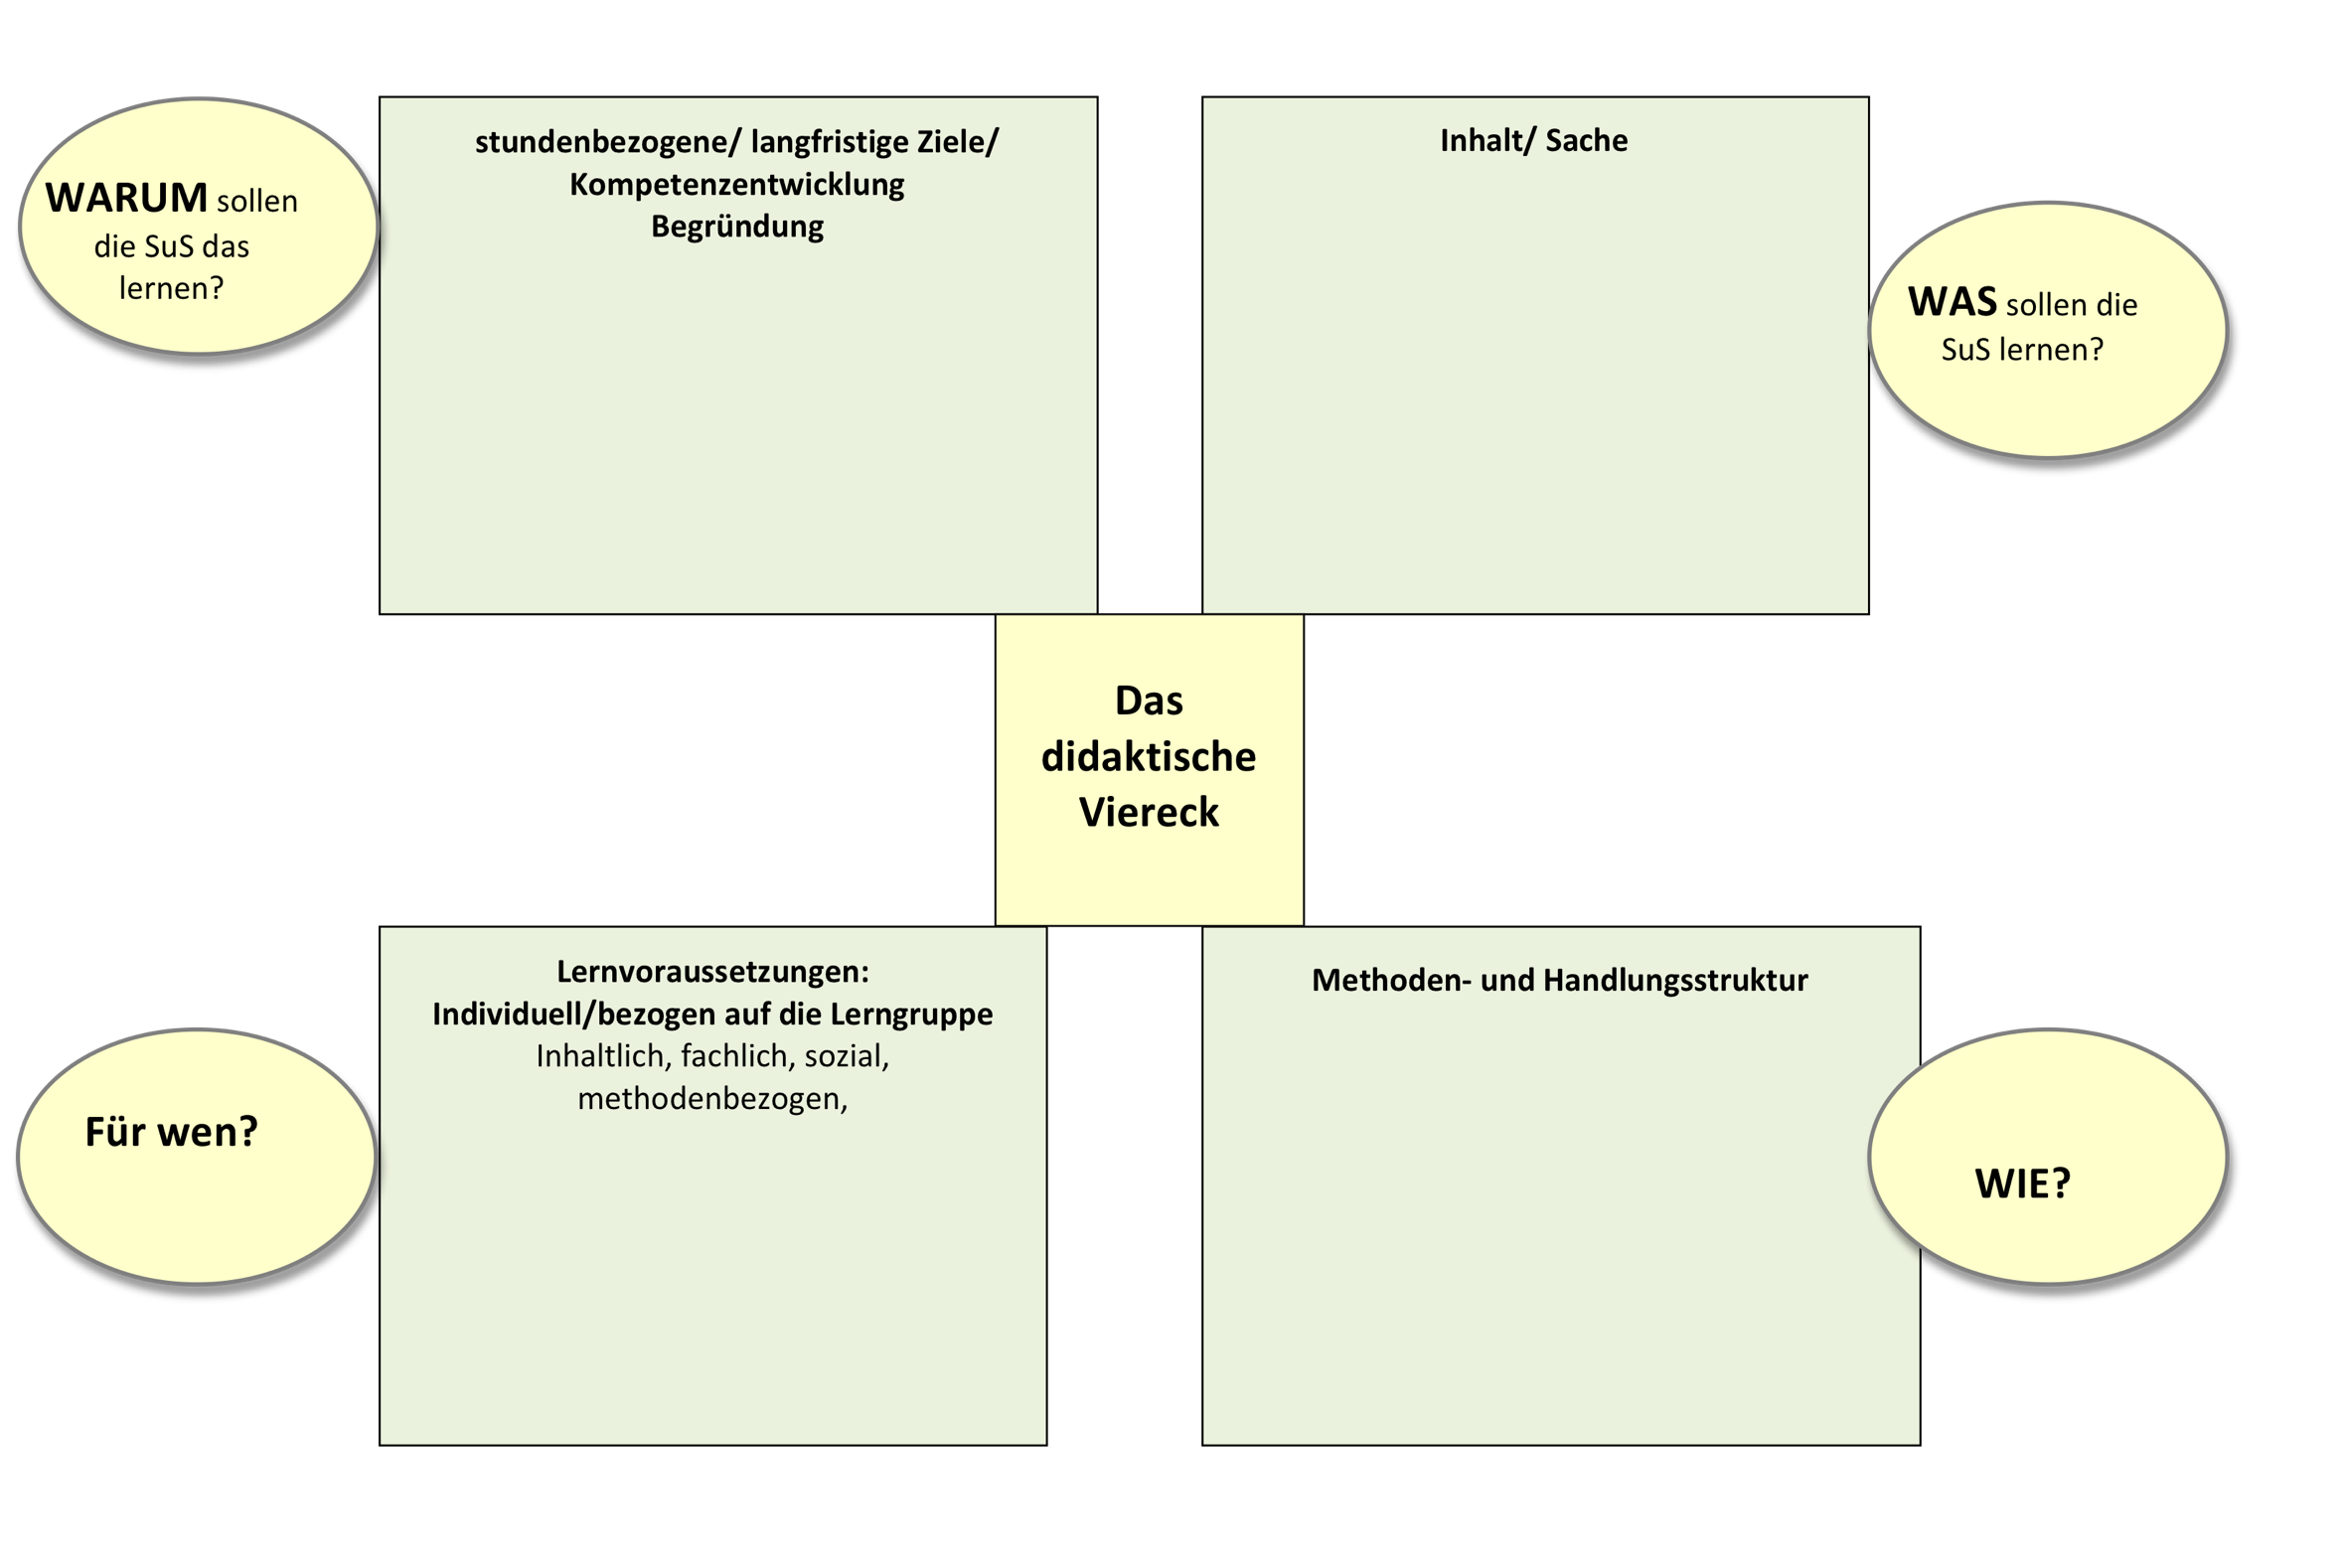 WARUM sollen
die SuS das
lernen?
stundenbezogene/ langfristige Ziele/
Kompetenzentwicklung
Begründung
Inhalt/ Sache
WAS sollen die
SuS lernen?
Das
didaktische
Viereck
Für wen?
Lernvoraussetzungen:
Individuell/bezogen auf die Lerngruppe
Inhaltlich, fachlich, sozial,
methodenbezogen,
Methoden- und Handlungsstruktur
WIE?